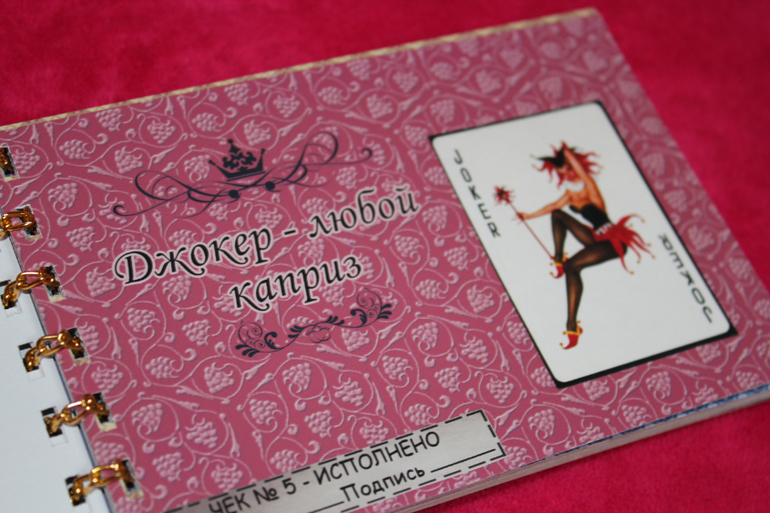 Джокер - любой
каприз
JOKER
JOKER
ЧЕК № 5 - ИСПОЛНЕНО
Подпись